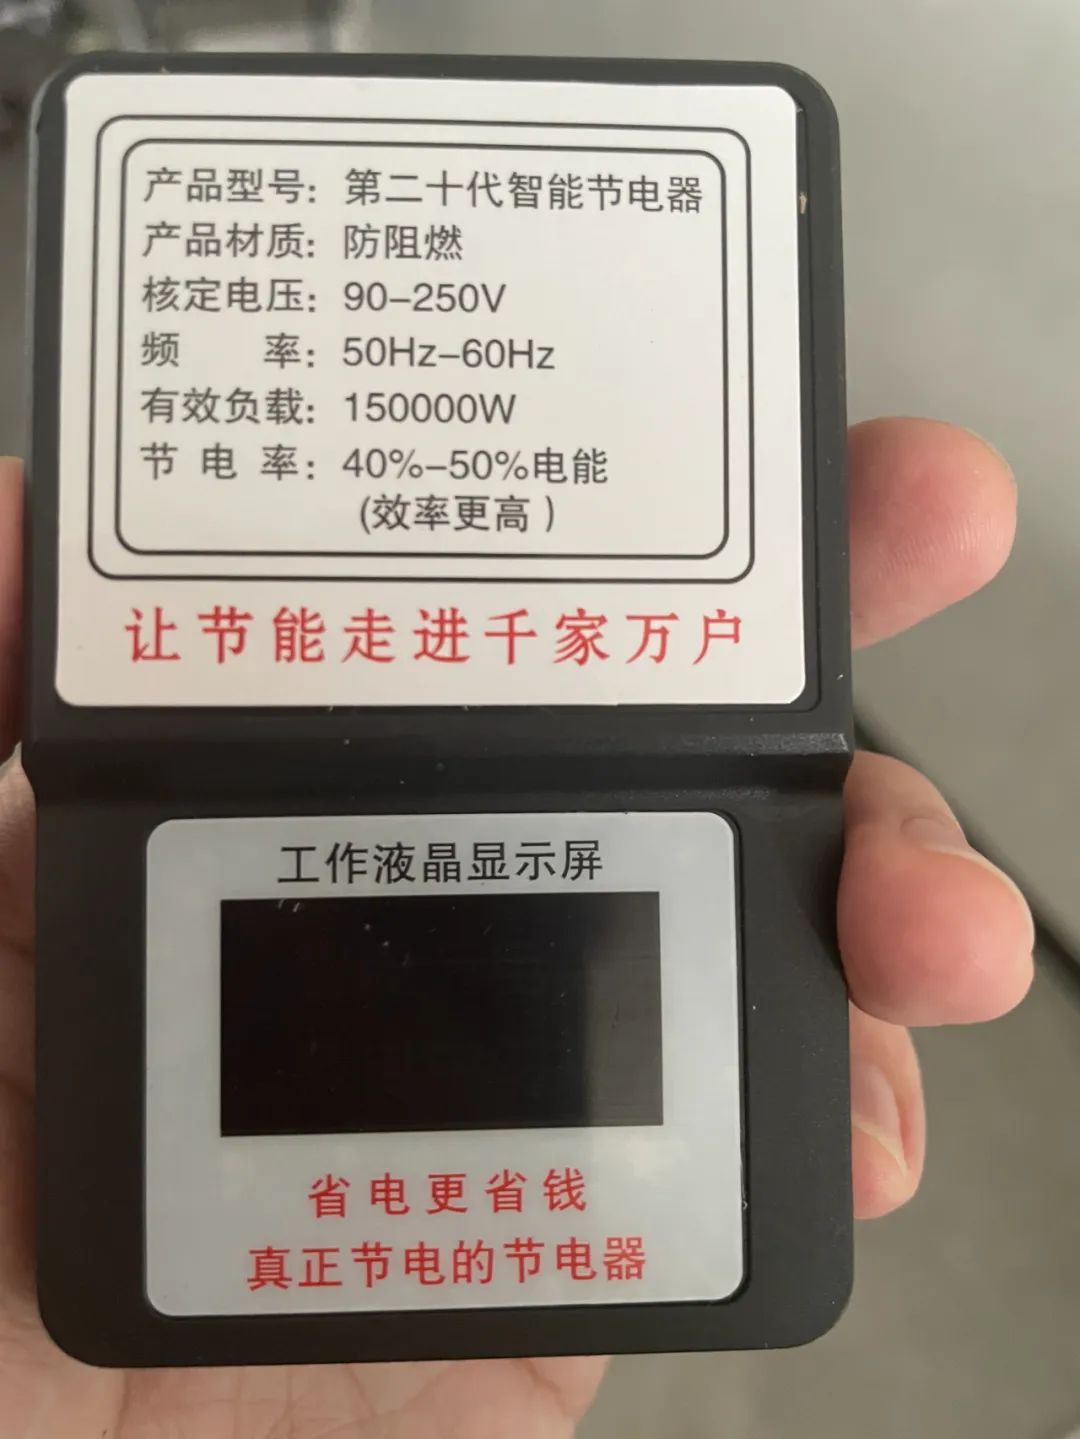 产品型号：第二十代智能节电器
产品材质：防阻燃
核定电压：90-250V
频 率：50Hz-60Hz
有效负载：150000W
节 电 率：40%-50%电能
(效率更高)
让节能走进千家万户
工作液晶显示屏
省电更省钱
真正节电的节电器